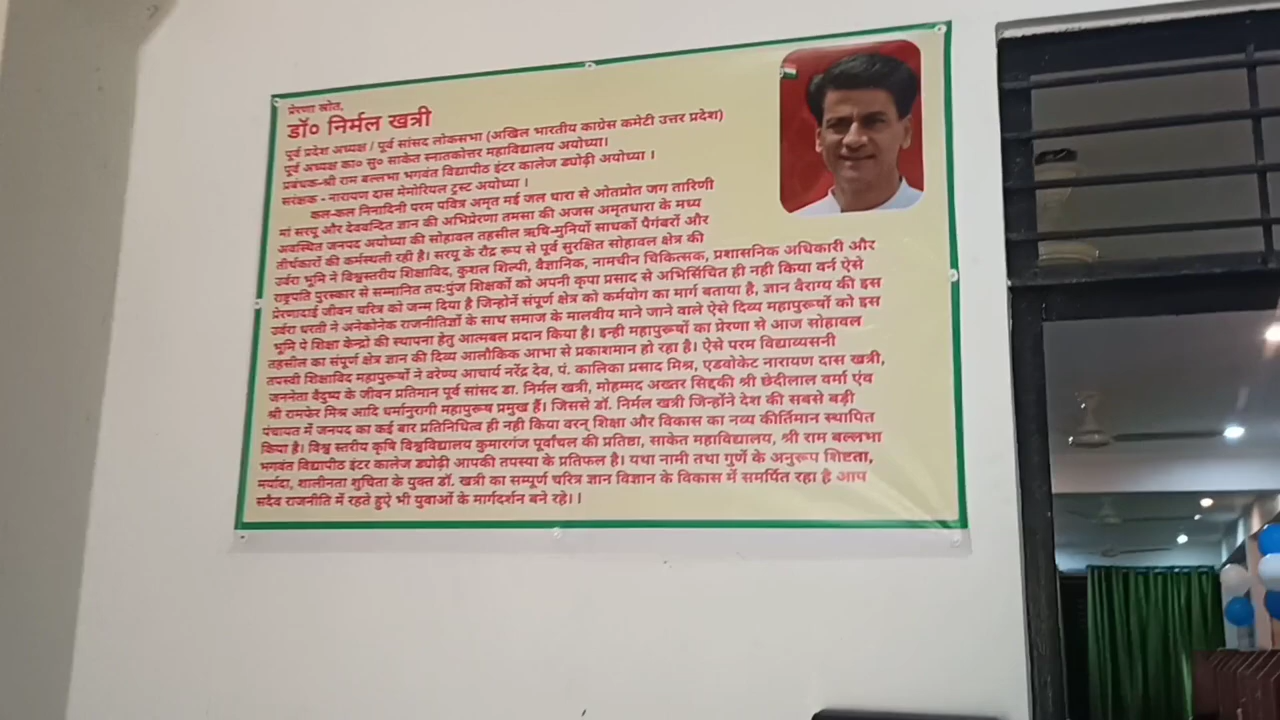 प्रेरणा स्रोत,
डॉ० निर्मल खत्री
पूर्व प्रदेश अध्यक्ष / पूर्व सांसद लोकसभा (अखिल भारतीय काग्रेस कमेटी उत्तर प्रदेश)
पूर्व अध्यक्ष का० सु० साकेत स्नातकोत्तर महाविद्यालय अयोध्या।
प्रबंधक-श्री राम बल्लभा भगवंत विद्यापीठ इंटर कालेज ड्योढ़ी अयोध्या ।
सरंक्षक - नारायण दास मेमोरियल ट्रस्ट अयोध्या ।
कल-कल निनादिनी परम पवित्र अमृत मई जल धारा से ओतप्रोत जग तारिणी
मां सरयू और देववन्दित ज्ञान की अभिप्रेरणा तमसा की अजस अमृतधारा के मध्य
अवस्थित जनपद अयोध्या की सोहावल तहसील ऋषि-मुनियों साधकों पैगंबरों और
तीर्थकारों की कर्मस्थली रही है। सरयू के रौद्र रूप से पूर्व सुरक्षित सोहावल क्षेत्र की
उर्वरा भूमि ने विश्वस्तरीय शिक्षाविद, कुशल शिल्पी, वैज्ञानिक, नामचीन चिकित्सक, प्रशासनिक अधिकारी और
राष्ट्रपति पुरस्कार से सम्मानित तप:पुंज शिक्षकों को अपनी कृपा प्रसाद से अभिसिंचित ही नही किया वर्न ऐसे
प्रेरणादाई जीवन चरित्र को जन्म दिया है जिन्होनें संपूर्ण क्षेत्र को कर्मयोग का मार्ग बताया है, ज्ञान वैराग्य की इस
उर्वरा धरती ने अनेकोनेक राजनीतिज्ञों के साथ समाज के मालवीय माने जाने वाले ऐसे दिव्य महापुरूषों को इस
भूमि पे शिक्षा केन्द्रो की स्थापना हेतु आत्मबल प्रदान किया है। इन्ही महापुरूषों का प्रेरणा से आज सोहावल
तहसील का संपूर्ण क्षेत्र ज्ञान की दिव्य आलौकिक आभा से प्रकाशमान हो रहा है। ऐसे परम विद्याव्यसनी
तपस्वी शिक्षाविद महापुरूषों ने वरेण्य आचार्य नरेंद्र देव, पं. कालिका प्रसाद मिश्र, एडवोकेट नारायण दास खत्री,
जननेता वैदुष्य के जीवन प्रतिमान पूर्व सांसद डा. निर्मल खत्री, मोहम्मद अख्तर सिद्दकी श्री छेदीलाल वर्मा एंव
श्री रामफेर मिश्र आदि धर्मानुरागी महापुरूष प्रमुख हैं। जिससे डॉ. निर्मल खत्री जिन्होंने देश की सबसे बड़ी
पंचायत में जनपद का कई बार प्रतिनिधित्व ही नही किया वरन् शिक्षा और विकास का नव्य कीर्तिमान स्थापित
किया है। विश्व स्तरीय कृषि विश्वविद्यालय कुमारगंज पूर्वांचल की प्रतिष्ठा, साकेत महाविद्यालय, श्री राम बल्लभा
भगवंत विद्यापीठ इंटर कालेज ड्योढ़ी आपकी तपस्या के प्रतिफल है। यथा नामी तथा गुणें के अनुरूप शिष्टता,
मर्यादा, शालीनता शुचिता के युक्त डॉ. खत्री का सम्पूर्ण चरित्र ज्ञान विज्ञान के विकास में समर्पित रहा है आप
सदैव राजनीति में रहते हुऐ भी युवाओं के मार्गदर्शन बने रहे।।